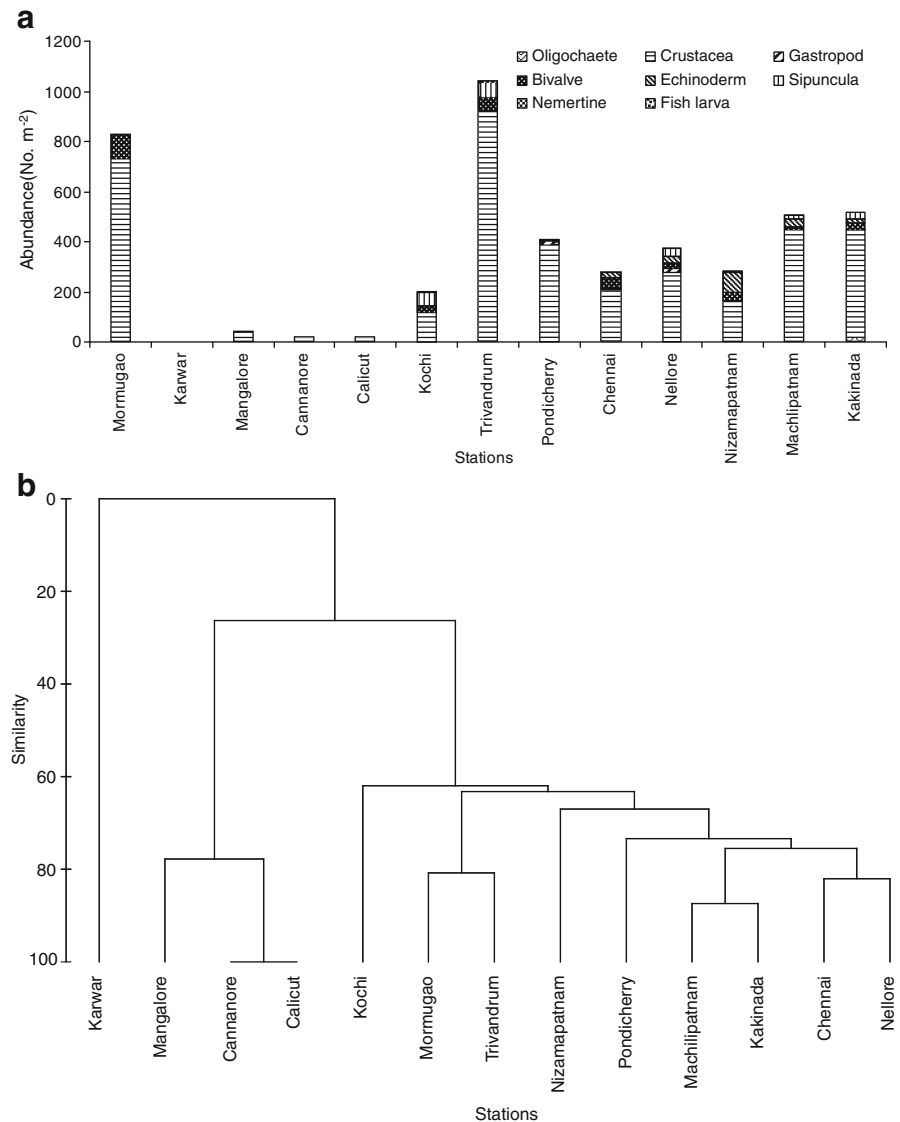 a
1200
1000
800
600
400
200
0
Abundance(No. m-2)
Oligochaete Crustacea Gastropod
Bivalve Echinoderm Sipuncula
Nemertine Fish larva
Mormugao
Karwar
Mangalore
Cannanore
Calicut
Kochi
Trivandrum
Pondicherry
Chennai
Nellore
Nizamapatnam
Machlipatnam
Kakinada
Stations
b
0
20
40
60
80
100
Similarity
Karwar
Mangalore
Cannanore
Calicut
Kochi
Mormugao
Trivandrum
Nizamapatnam
Pondicherry
Machilipatnam
Kakinada
Chennai
Nellore
Stations